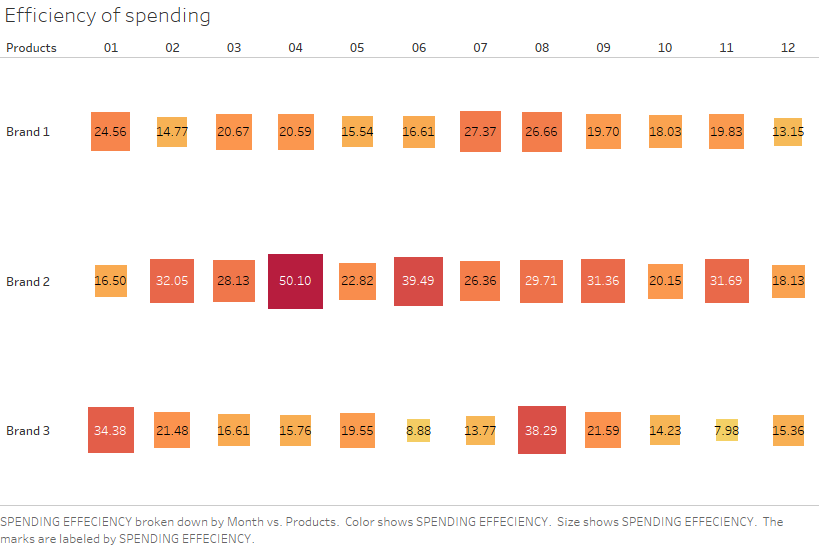 Efficiency of spending
Products 01 02 03 04 05 06 07 08 09 10 11 12
Brand 1 24.56 14.77 20.67 20.59 15.54 16.61 27.37 26.66 19.70 18.03 19.83 13.15
Brand 2 16.50 32.05 28.13 50.10 22.82 39.49 26.36 29.71 31.36 20.15 31.69 18.13
Brand 3 34.38 21.48 16.61 15.76 19.55 8.88 13.77 38.29 21.59 14.23 7.98 15.36
SPENDING EFFECIENCY broken down by Month vs. Products. Color shows SPENDING EFFECIENCY. Size shows SPENDING EFFECIENCY. The
marks are labeled by SPENDING EFFECIENCY.